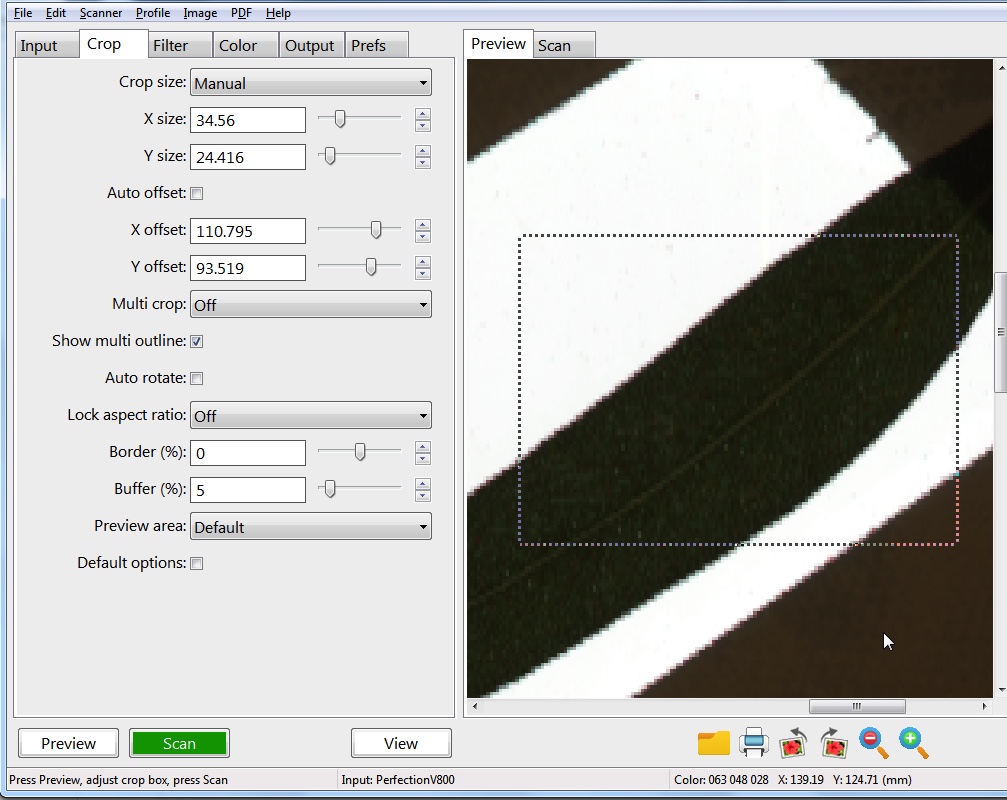 File Edit Scanner Profile Image PDF Help
Input Crop Filter Color Output Prefs Preview Scan
Crop size: Manual
X size: 34.56
Y size: 24.416
Auto offset:
X offset: 110.795
Y offset: 93.519
Multi crop: Off
Show multi outline:
Auto rotate:
Lock aspect ratio: Off
Border (%): 0
Buffer (%): 5
Preview area: Default
Default options:
Preview Scan View
Press Preview, adjust crop box, press Scan Input: PerfectionV800 Color: 063 048 028 X: 139.19 Y: 124.71 (mm)